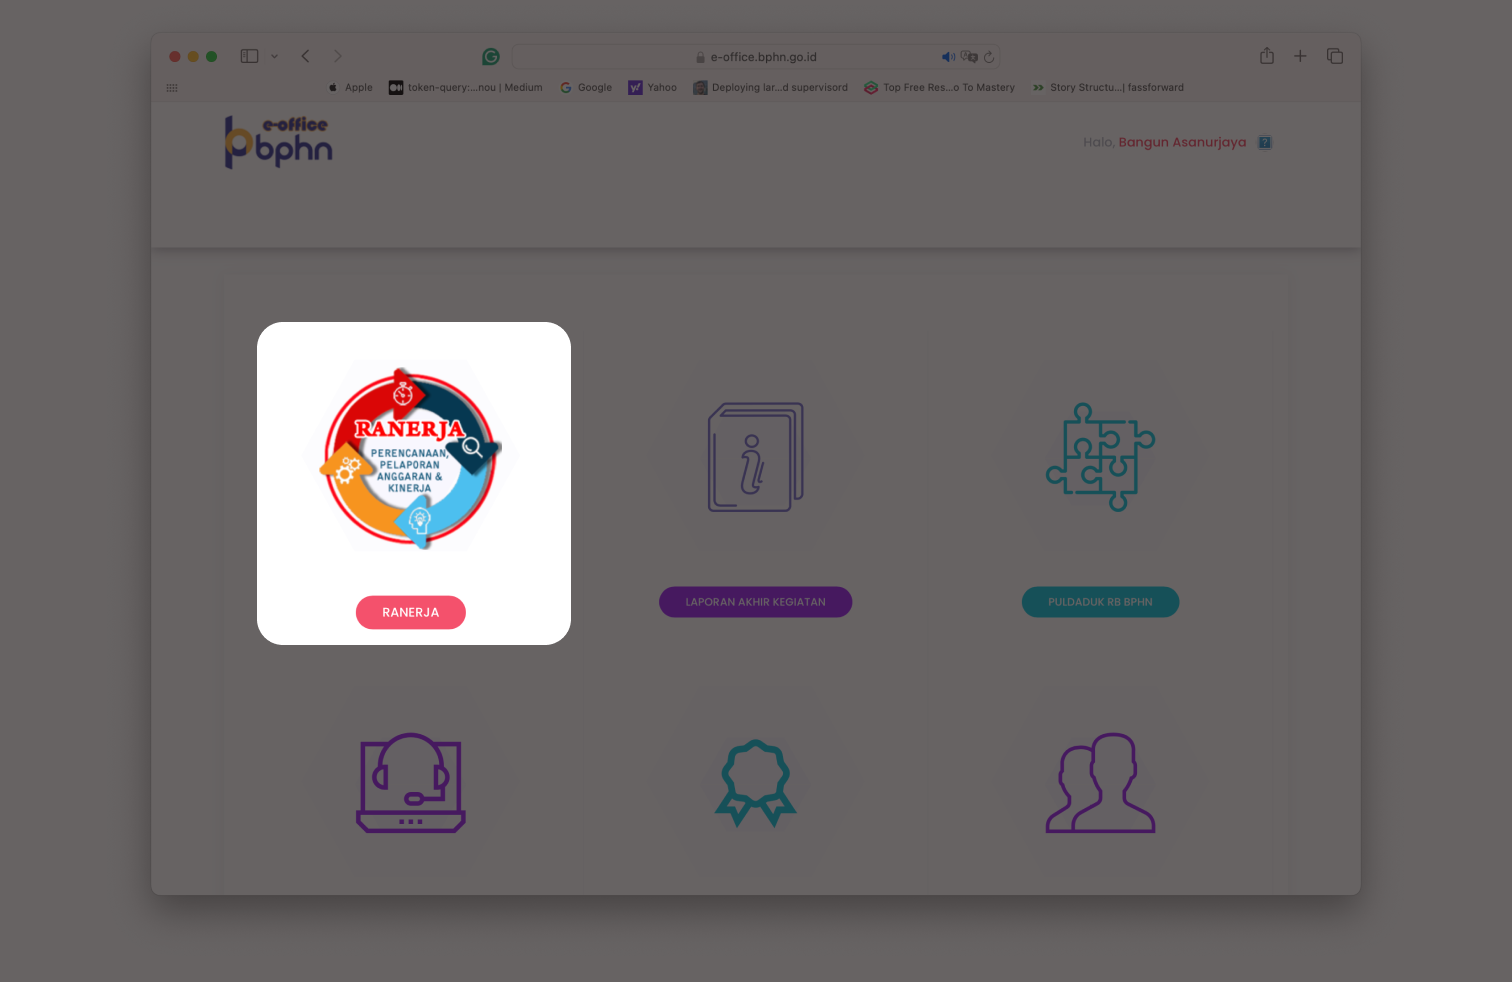 e-office.bphn.go.id
Apple
token-query:...nou | Medium
Google
Yahoo
Deploying lar...d supervisord
Top Free Res...o To Mastery
Story Structu...| fassforward
e-office
bphn
Halo, Bangun Asanurjaya
RANERJA
PERENCANAAN,
PELAPORAN
ANGGARAN &
KINERJA
RANERJA
LAPORAN AKHIR KEGIATAN
PULDADUK RB BPHN